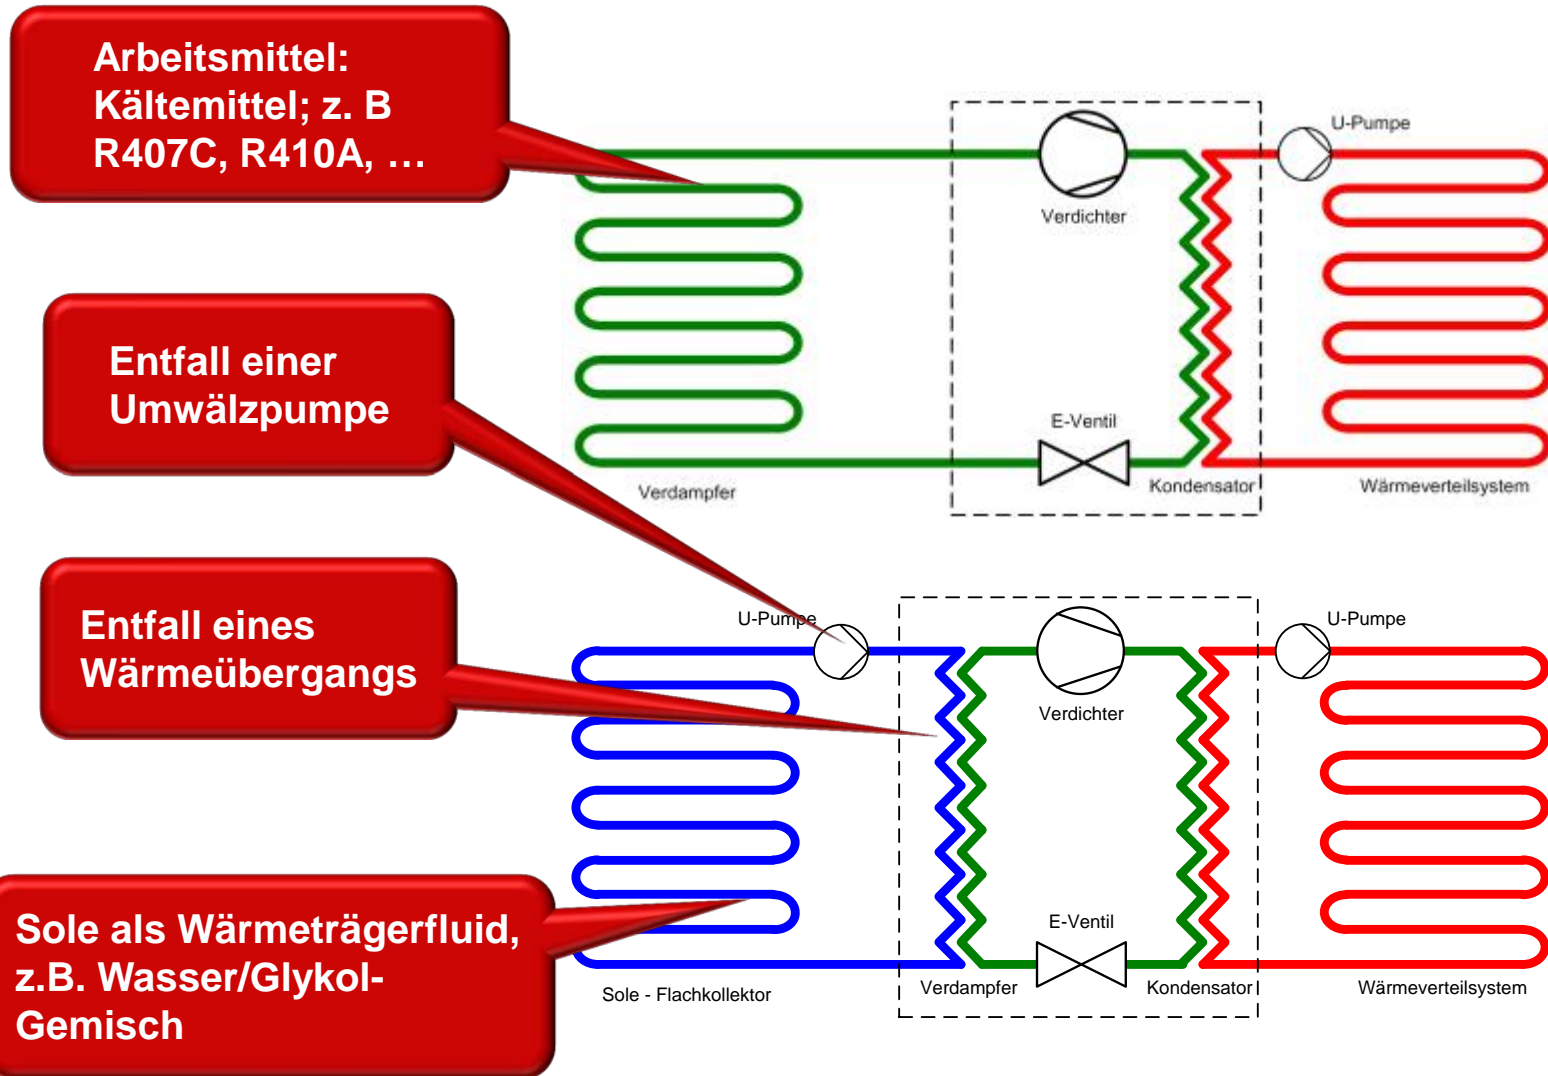 Arbeitsmittel:
Kältemittel; z. B
R407C, R410A, …
U-Pumpe
Verdichter
E-Ventil
Verdampfer
Kondensator
Wärmeverteilsystem
Entfall einer
Umwälzpumpe
Entfall eines
Wärmeübergangs
U-Pumpe
U-Pumpe
Verdichter
E-Ventil
Sole als Wärmeträgerfluid,
z.B. Wasser/Glykol-
Gemisch
Sole - Flachkollektor
Verdampfer
Kondensator
Wärmeverteilsystem